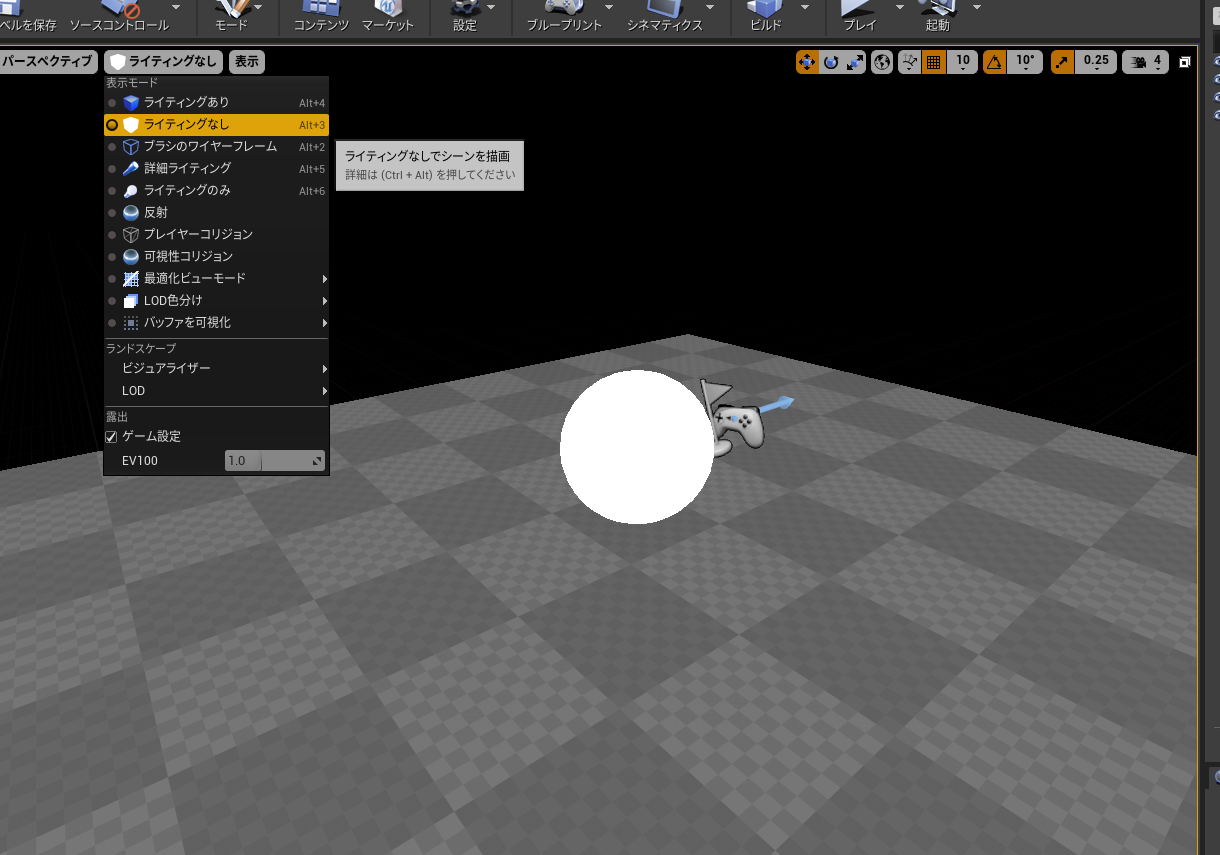 ベルを保存 ソースコントロール モード コンテンツ マーケット 設定 ブループリント シネマティクス ビルド プレイ 起動
パースペクティブ ライティングなし 表示 10 10° 0.25 4
表示モード
ライティングあり Alt+4
ライティングなし Alt+3
ブラシのワイヤーフレーム Alt+2
詳細ライティング Alt+5
ライティングのみ Alt+6
反射
プレイヤーコリジョン
可視性コリジョン
最適化ビューモード
LOD色分け
バッファを可視化
ランドスケープ
ビジュアライザー
LOD
露出
ゲーム設定
EV100 1.0
ライティングなしでシーンを描画
詳細は (Ctrl + Alt) を押してください